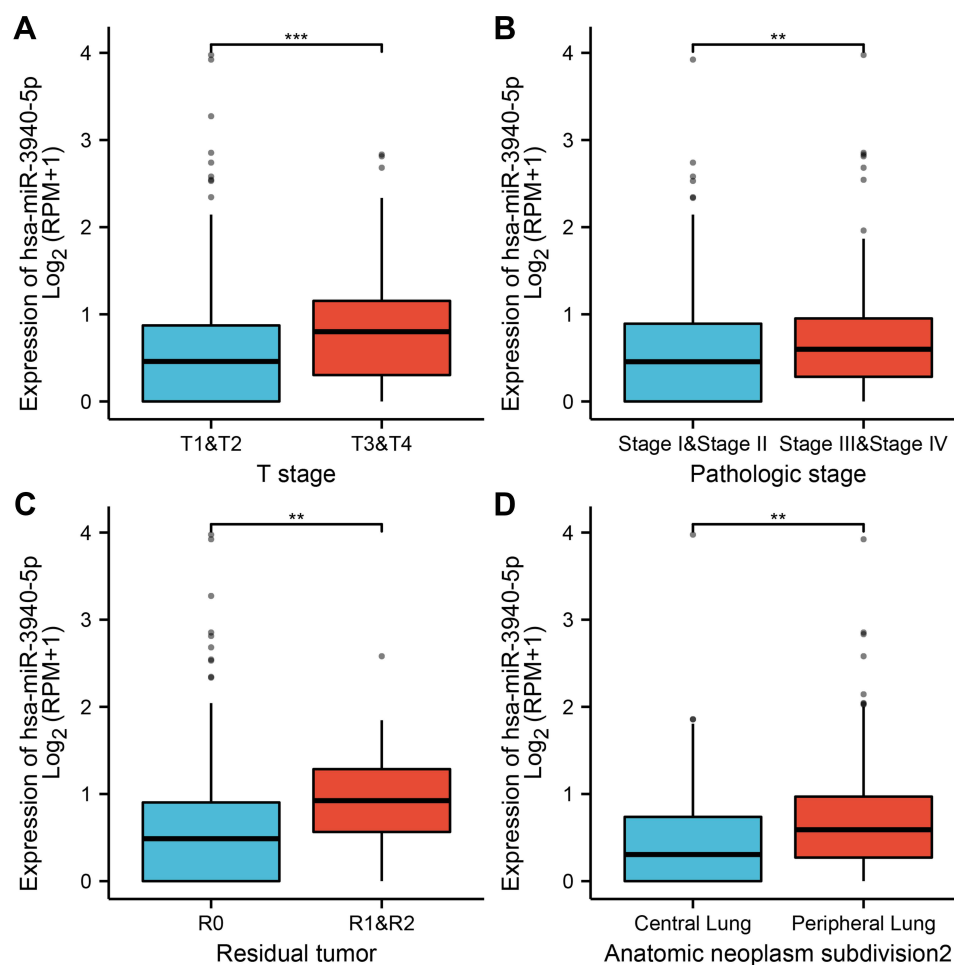 A
Expression of hsa-miR-3940-5p
Log2 (RPM+1)
4
3
2
1
0
***
T1&T2
T3&T4
T stage
B
Expression of hsa-miR-3940-5p
Log2 (RPM+1)
4
3
2
1
0
**
Stage I&Stage II
Stage III&Stage IV
Pathologic stage
C
Expression of hsa-miR-3940-5p
Log2 (RPM+1)
4
3
2
1
0
**
R0
R1&R2
Residual tumor
D
Expression of hsa-miR-3940-5p
Log2 (RPM+1)
4
3
2
1
0
**
Central Lung
Peripheral Lung
Anatomic neoplasm subdivision2